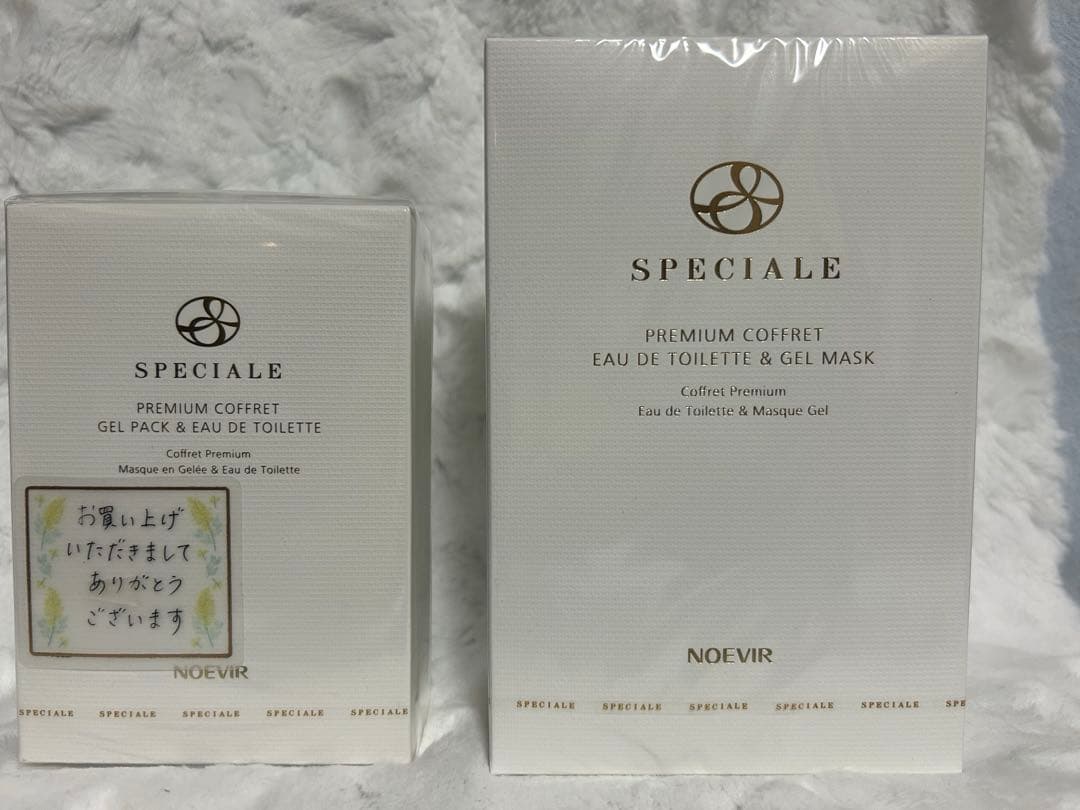 SPECIALE
PREMIUM COFFRET
GEL PACK & EAU DE TOILETTE
Coffret Premium
Masque en Gelée & Eau de Toilette
お買い上げ
いただきまして
ありがとう
ございます
NOEVIR
SPECIALE SPECIALE SPECIALE SPECIALE SPECIALE
SPECIALE
PREMIUM COFFRET
EAU DE TOILETTE & GEL MASK
Coffret Premium
Eau de Toilette & Masque Gel
NOEVIR
SPECIALE SPECIALE SPECIALE SPECIALE SPECIALE SPE